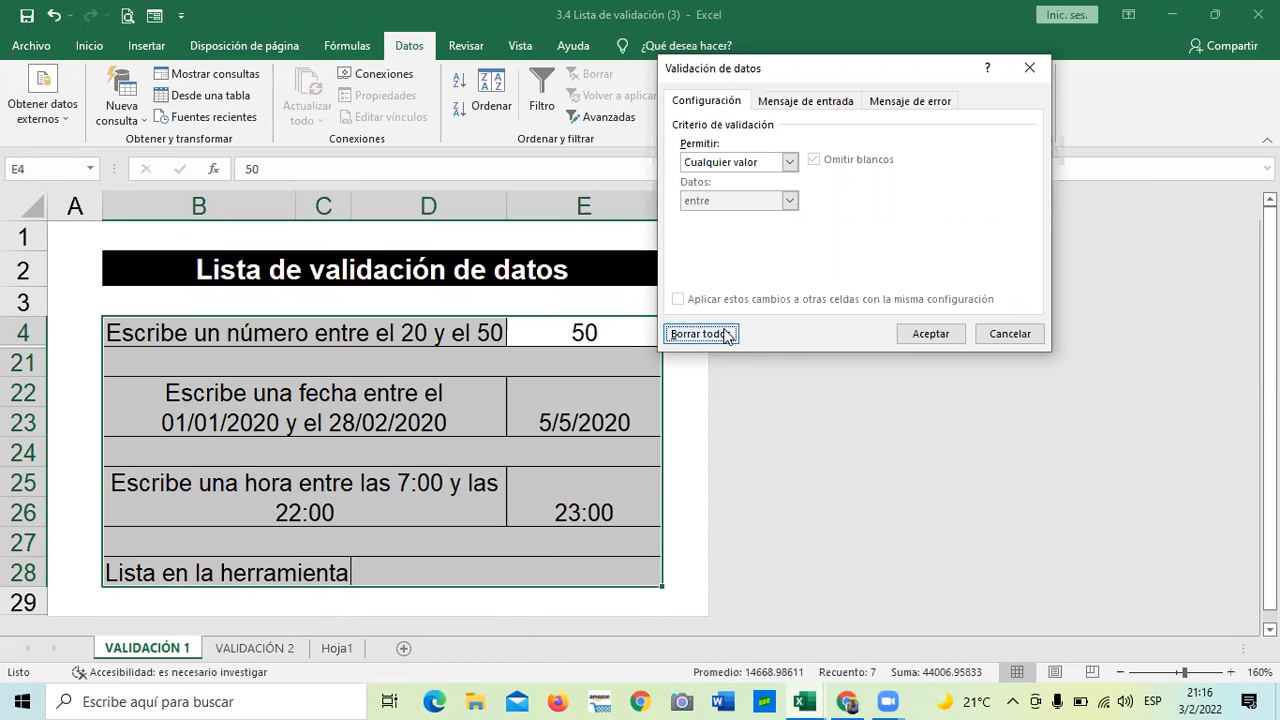 3.4 Lista de validación (3) - Excel
Inic. ses.
Archivo Inicio Insertar Disposición de página Fórmulas Datos Revisar Vista Ayuda ¿Qué desea hacer? Compartir
Obtener datos externos
Nueva consulta
Mostrar consultas
Desde una tabla
Fuentes recientes
Obtener y transformar
Actualizar todo
Conexiones
Propiedades
Editar vínculos
Conexiones
Ordenar
Filtro
Borrar
Volver a aplicar
Avanzadas
Ordenar y filtrar
Validación de datos
Configuración Mensaje de entrada Mensaje de error
Criterio de validación
Permitir:
Cualquier valor
Omitir blancos
Datos:
entre
Aplicar estos cambios a otras celdas con la misma configuración
Borrar todos Aceptar Cancelar
E4 fx 50
A B C D E
1
2 Lista de validación de datos
3
4 Escribe un número entre el 20 y el 50 50
21
22 Escribe una fecha entre el
23 01/01/2020 y el 28/02/2020 5/5/2020
24
25 Escribe una hora entre las 7:00 y las
26 22:00 23:00
27
28 Lista en la herramienta
29
VALIDACIÓN 1 VALIDACIÓN 2 Hoja1
Listo Accesibilidad: es necesario investigar Promedio: 14668.98611 Recuento: 7 Suma: 44006.95833 160%
Escribe aquí para buscar
amazon
21°C
ESP
21:16
3/2/2022